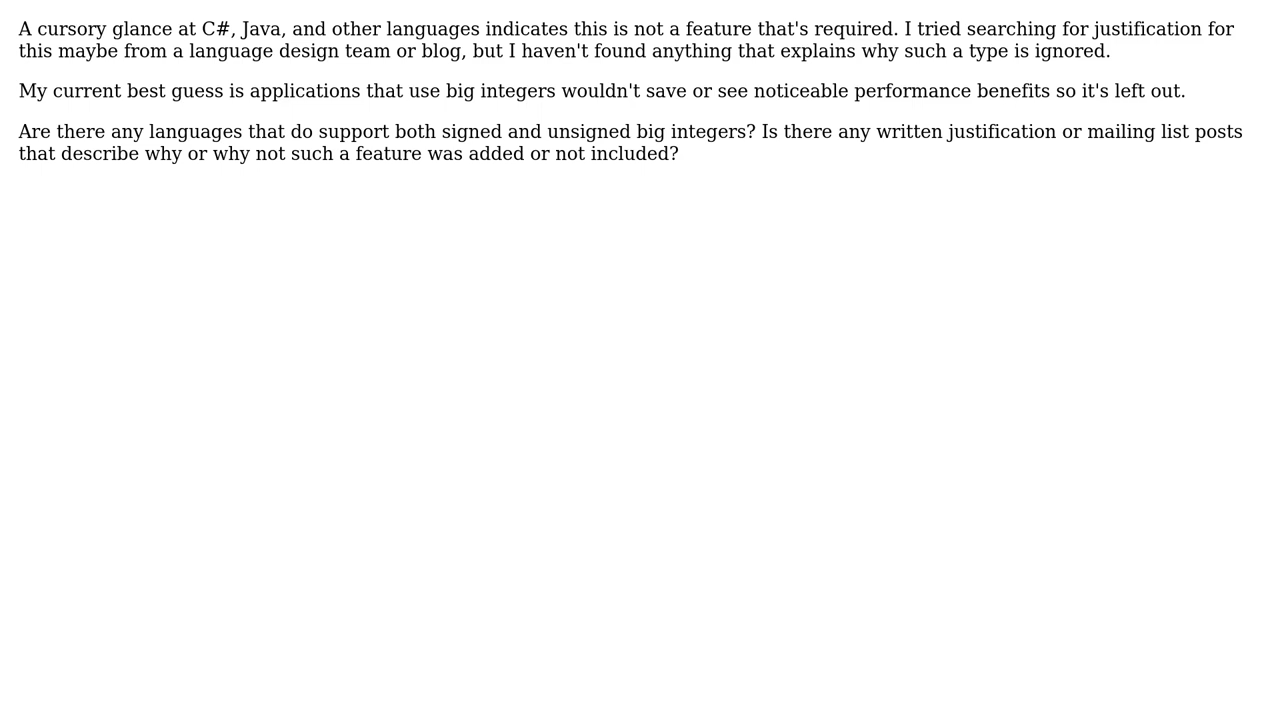 A cursory glance at C#, Java, and other languages indicates this is not a feature that's required. I tried searching for justification for
this maybe from a language design team or blog, but I haven't found anything that explains why such a type is ignored.
My current best guess is applications that use big integers wouldn't save or see noticeable performance benefits so it's left out.
Are there any languages that do support both signed and unsigned big integers? Is there any written justification or mailing list posts
that describe why or why not such a feature was added or not included?